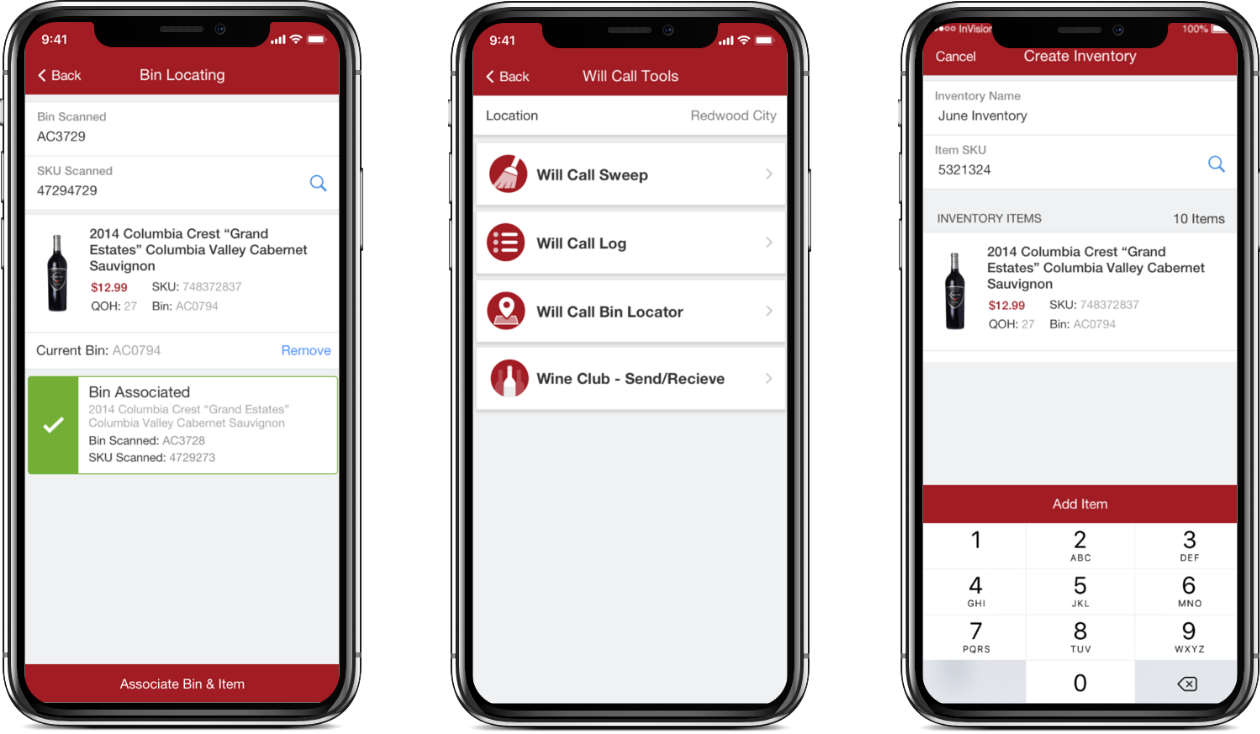 9:41
Back
Bin Locating
Bin Scanned
AC3729
SKU Scanned
47294729
2014 Columbia Crest “Grand
Estates” Columbia Valley Cabernet
Sauvignon
$12.99 SKU: 748372837
QOH: 27 Bin: AC0794
Current Bin: AC0794 Remove
Bin Associated
2014 Columbia Crest “Grand Estates”
Columbia Valley Cabernet Sauvignon
Bin Scanned: AC3728
SKU Scanned: 4729273
Associate Bin & Item
9:41
Back
Will Call Tools
Location Redwood City
Will Call Sweep
Will Call Log
Will Call Bin Locator
Wine Club - Send/Recieve
InVision 100%
Cancel
Create Inventory
Inventory Name
June Inventory
Item SKU
5321324
INVENTORY ITEMS 10 Items
2014 Columbia Crest “Grand
Estates” Columbia Valley Cabernet
Sauvignon
$12.99 SKU: 748372837
QOH: 27 Bin: AC0794
Add Item
1 2 3
ABC DEF
4 5 6
GHI JKL MNO
7 8 9
PQRS TUV WXYZ
0